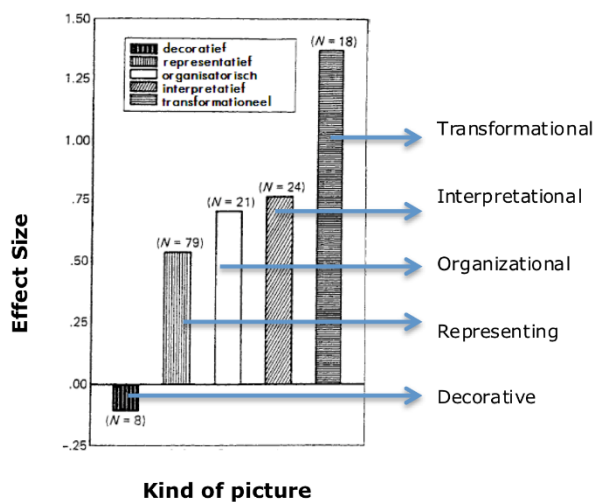 1.50
1.25
1.00
.75
.50
.25
.00
-.25
Effect Size
decoratief
representatief
organisatorisch
interpretatief
transformationeel
(N = 18)
(N = 24)
(N = 21)
(N = 79)
(N = 8)
Transformational
Interpretational
Organizational
Representing
Decorative
Kind of picture